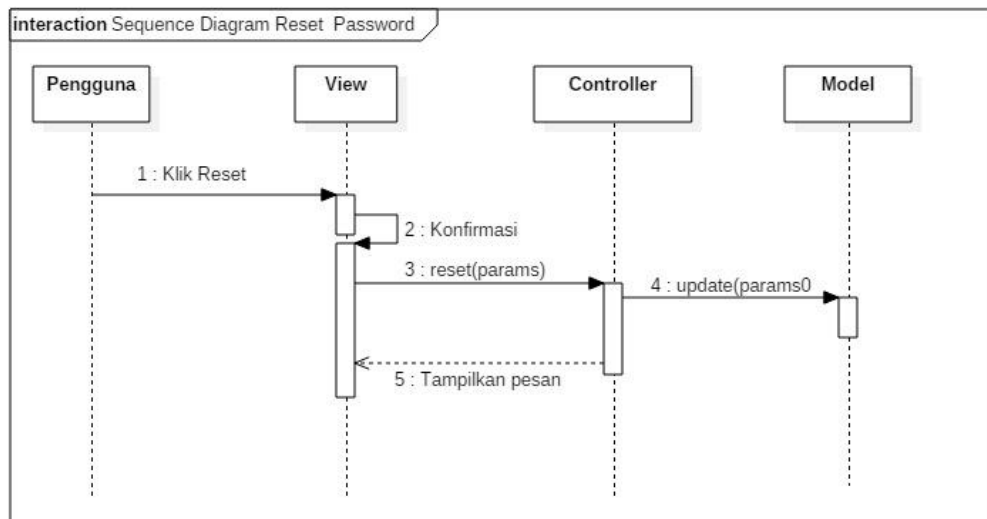 interaction Sequence Diagram Reset Password
Pengguna
View
Controller
Model
1 : Klik Reset
2 : Konfirmasi
3 : reset(params)
4 : update(params0
5 : Tampilkan pesan